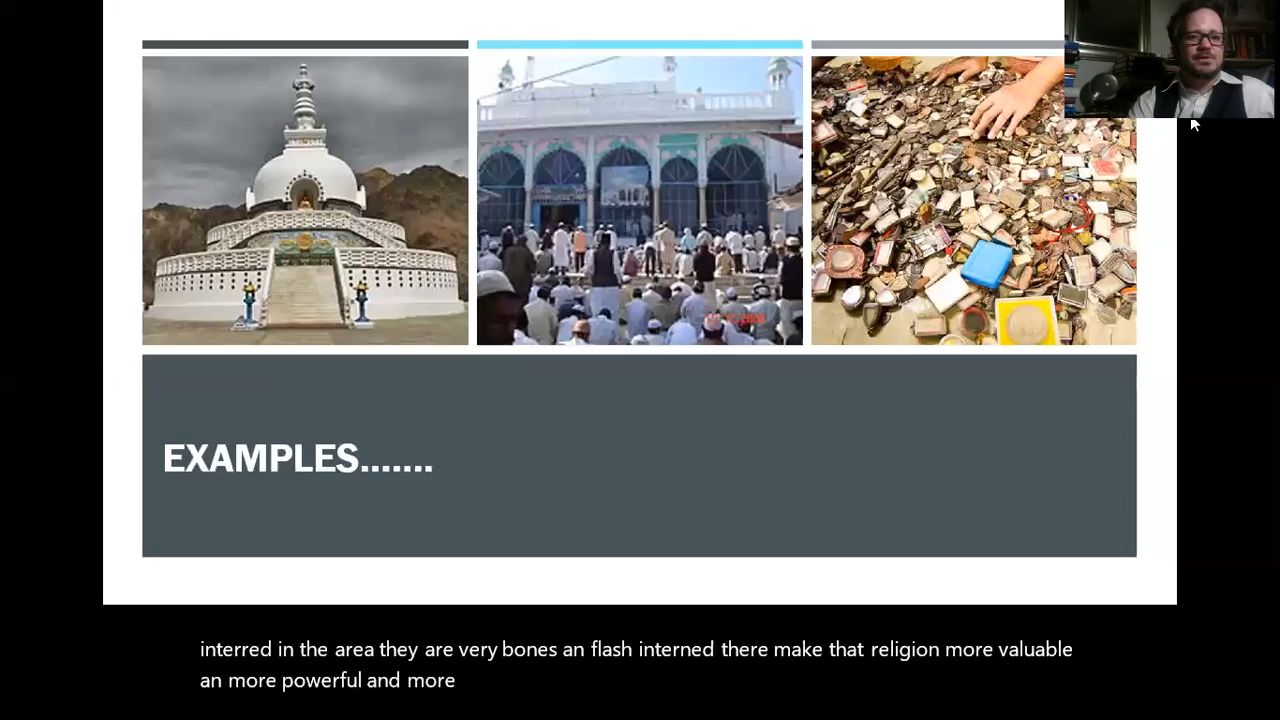 EXAMPLES.......
interred in the area they are very bones an flash interned there make that religion more valuable
an more powerful and more